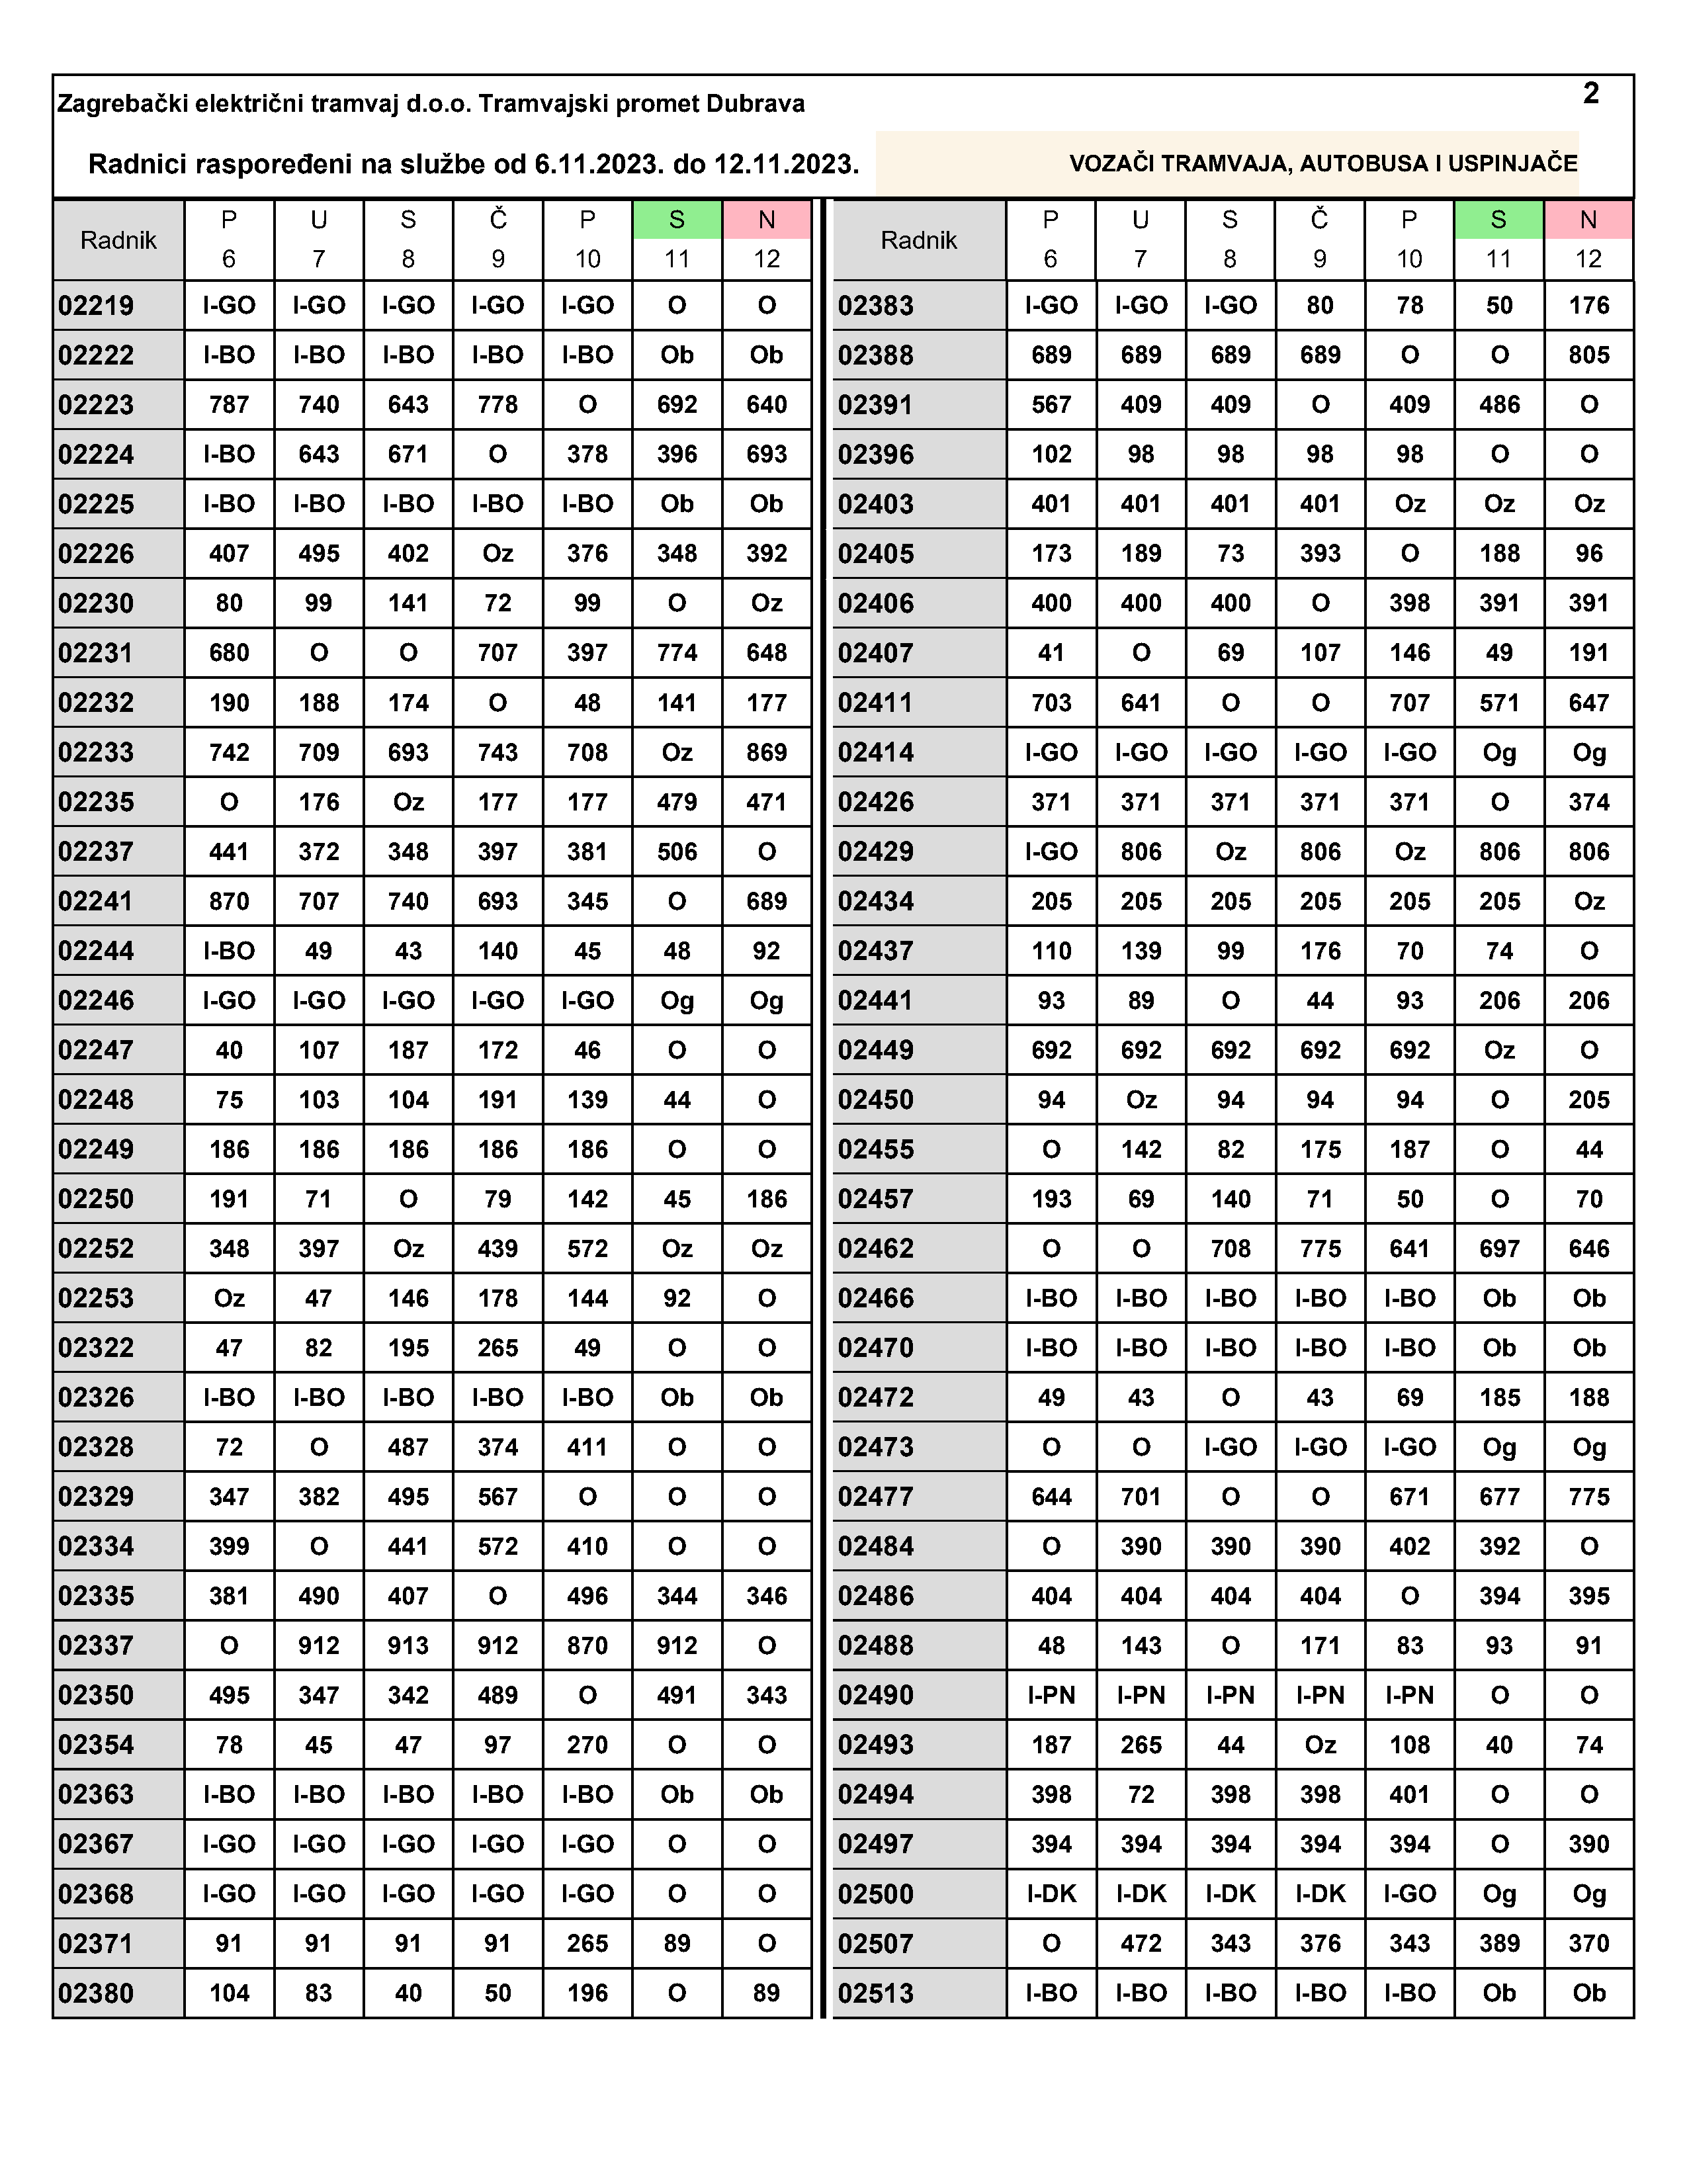 2
Zagrebački električni tramvaj d.o.o. Tramvajski promet Dubrava
Radnici raspoređeni na službe od 6.11.2023. do 12.11.2023. VOZAČI TRAMVAJA, AUTOBUSA I USPINJAČE
Radnik P U S Č P S N Radnik P U S Č P S N
6 7 8 9 10 11 12 6 7 8 9 10 11 12
02219 I-GO I-GO I-GO I-GO I-GO O O 02383 I-GO I-GO I-GO 80 78 50 176
02222 I-BO I-BO I-BO I-BO I-BO Ob Ob 02388 689 689 689 689 O O 805
02223 787 740 643 778 O 692 640 02391 567 409 409 O 409 486 O
02224 I-BO 643 671 O 378 396 693 02396 102 98 98 98 98 O O
02225 I-BO I-BO I-BO I-BO I-BO Ob Ob 02403 401 401 401 401 Oz Oz Oz
02226 407 495 402 Oz 376 348 392 02405 173 189 73 393 O 188 96
02230 80 99 141 72 99 O Oz 02406 400 400 400 O 398 391 391
02231 680 O O 707 397 774 648 02407 41 O 69 107 146 49 191
02232 190 188 174 O 48 141 177 02411 703 641 O O 707 571 647
02233 742 709 693 743 708 Oz 869 02414 I-GO I-GO I-GO I-GO I-GO Og Og
02235 O 176 Oz 177 177 479 471 02426 371 371 371 371 371 O 374
02237 441 372 348 397 381 506 O 02429 I-GO 806 Oz 806 Oz 806 806
02241 870 707 740 693 345 O 689 02434 205 205 205 205 205 205 Oz
02244 I-BO 49 43 140 45 48 92 02437 110 139 99 176 70 74 O
02246 I-GO I-GO I-GO I-GO I-GO Og Og 02441 93 89 O 44 93 206 206
02247 40 107 187 172 46 O O 02449 692 692 692 692 692 Oz O
02248 75 103 104 191 139 44 O 02450 94 Oz 94 94 94 O 205
02249 186 186 186 186 186 O O 02455 O 142 82 175 187 O 44
02250 191 71 O 79 142 45 186 02457 193 69 140 71 50 O 70
02252 348 397 Oz 439 572 Oz Oz 02462 O O 708 775 641 697 646
02253 Oz 47 146 178 144 92 O 02466 I-BO I-BO I-BO I-BO I-BO Ob Ob
02322 47 82 195 265 49 O O 02470 I-BO I-BO I-BO I-BO I-BO Ob Ob
02326 I-BO I-BO I-BO I-BO I-BO Ob Ob 02472 49 43 O 43 69 185 188
02328 72 O 487 374 411 O O 02473 O O I-GO I-GO I-GO Og Og
02329 347 382 495 567 O O O 02477 644 701 O O 671 677 775
02334 399 O 441 572 410 O O 02484 O 390 390 390 402 392 O
02335 381 490 407 O 496 344 346 02486 404 404 404 404 O 394 395
02337 O 912 913 912 870 912 O 02488 48 143 O 171 83 93 91
02350 495 347 342 489 O 491 343 02490 I-PN I-PN I-PN I-PN I-PN O O
02354 78 45 47 97 270 O O 02493 187 265 44 Oz 108 40 74
02363 I-BO I-BO I-BO I-BO I-BO Ob Ob 02494 398 72 398 398 401 O O
02367 I-GO I-GO I-GO I-GO I-GO O O 02497 394 394 394 394 394 O 390
02368 I-GO I-GO I-GO I-GO I-GO O O 02500 I-DK I-DK I-DK I-DK I-GO Og Og
02371 91 91 91 91 265 89 O 02507 O 472 343 376 343 389 370
02380 104 83 40 50 196 O 89 02513 I-BO I-BO I-BO I-BO I-BO Ob Ob